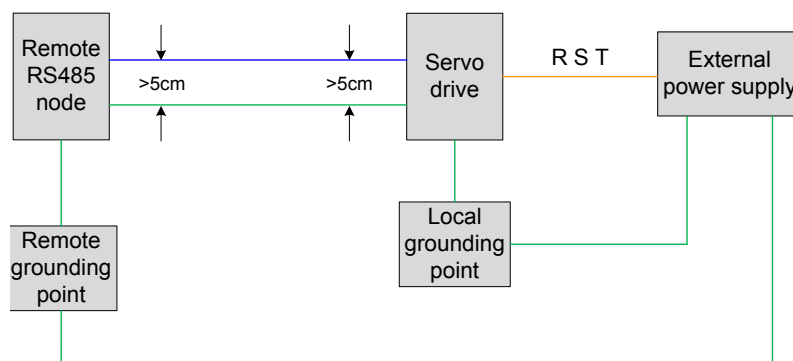 Remote
RS485
node
>5cm
>5cm
Servo
drive
R S T
External
power supply
Remote
grounding
point
Local
grounding
point